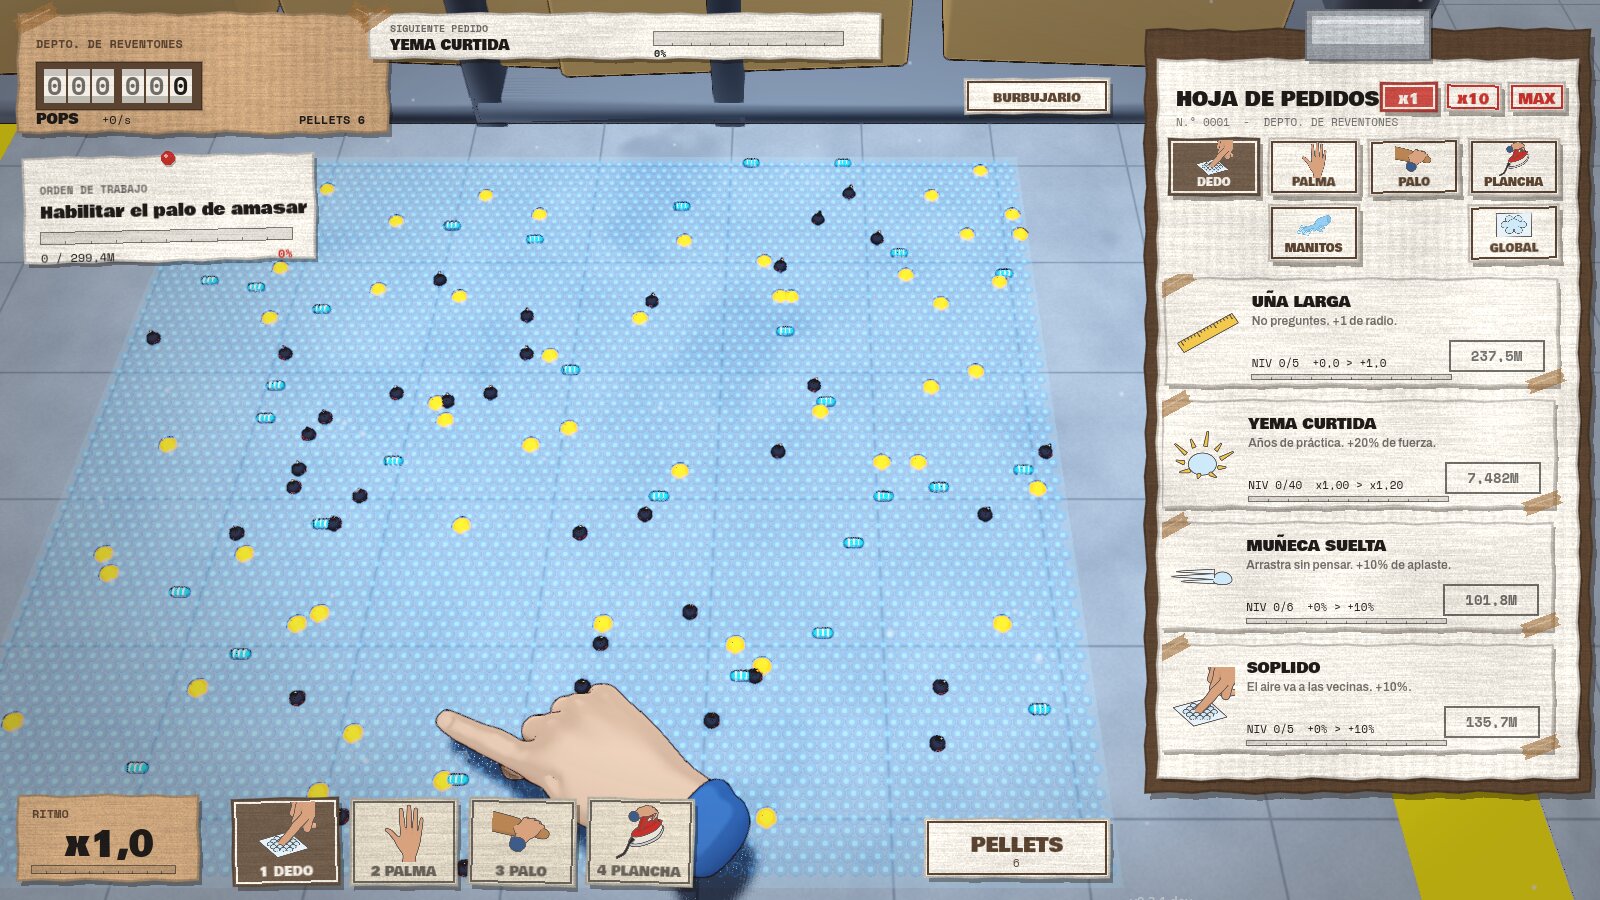 DEPTO. DE REVENTONES
000 000
POPS +0/s PELLETS 6
SIGUIENTE PEDIDO
YEMA CURTIDA
0%
BURBUJARIO
ORDEN DE TRABAJO
Habilitar el palo de amasar
0 / 299,4M 0%
HOJA DE PEDIDOS x1 x10 MAX
N.° 0001 - DEPTO. DE REVENTONES
DEDO PALMA PALO PLANCHA
MANITOS GLOBAL
UÑA LARGA
No preguntes. +1 de radio.
NIV 0/5 +0,0 > +1,0 237,5M
YEMA CURTIDA
Años de práctica. +20% de fuerza.
NIV 0/40 x1,00 > x1,20 7,482M
MUÑECA SUELTA
Arrastra sin pensar. +10% de aplaste.
NIV 0/6 +0% > +10% 101,8M
SOPLIDO
El aire va a las vecinas. +10%.
NIV 0/5 +0% > +10% 135,7M
RITMO
x1,0
1 DEDO 2 PALMA 3 PALO 4 PLANCHA
PELLETS
6